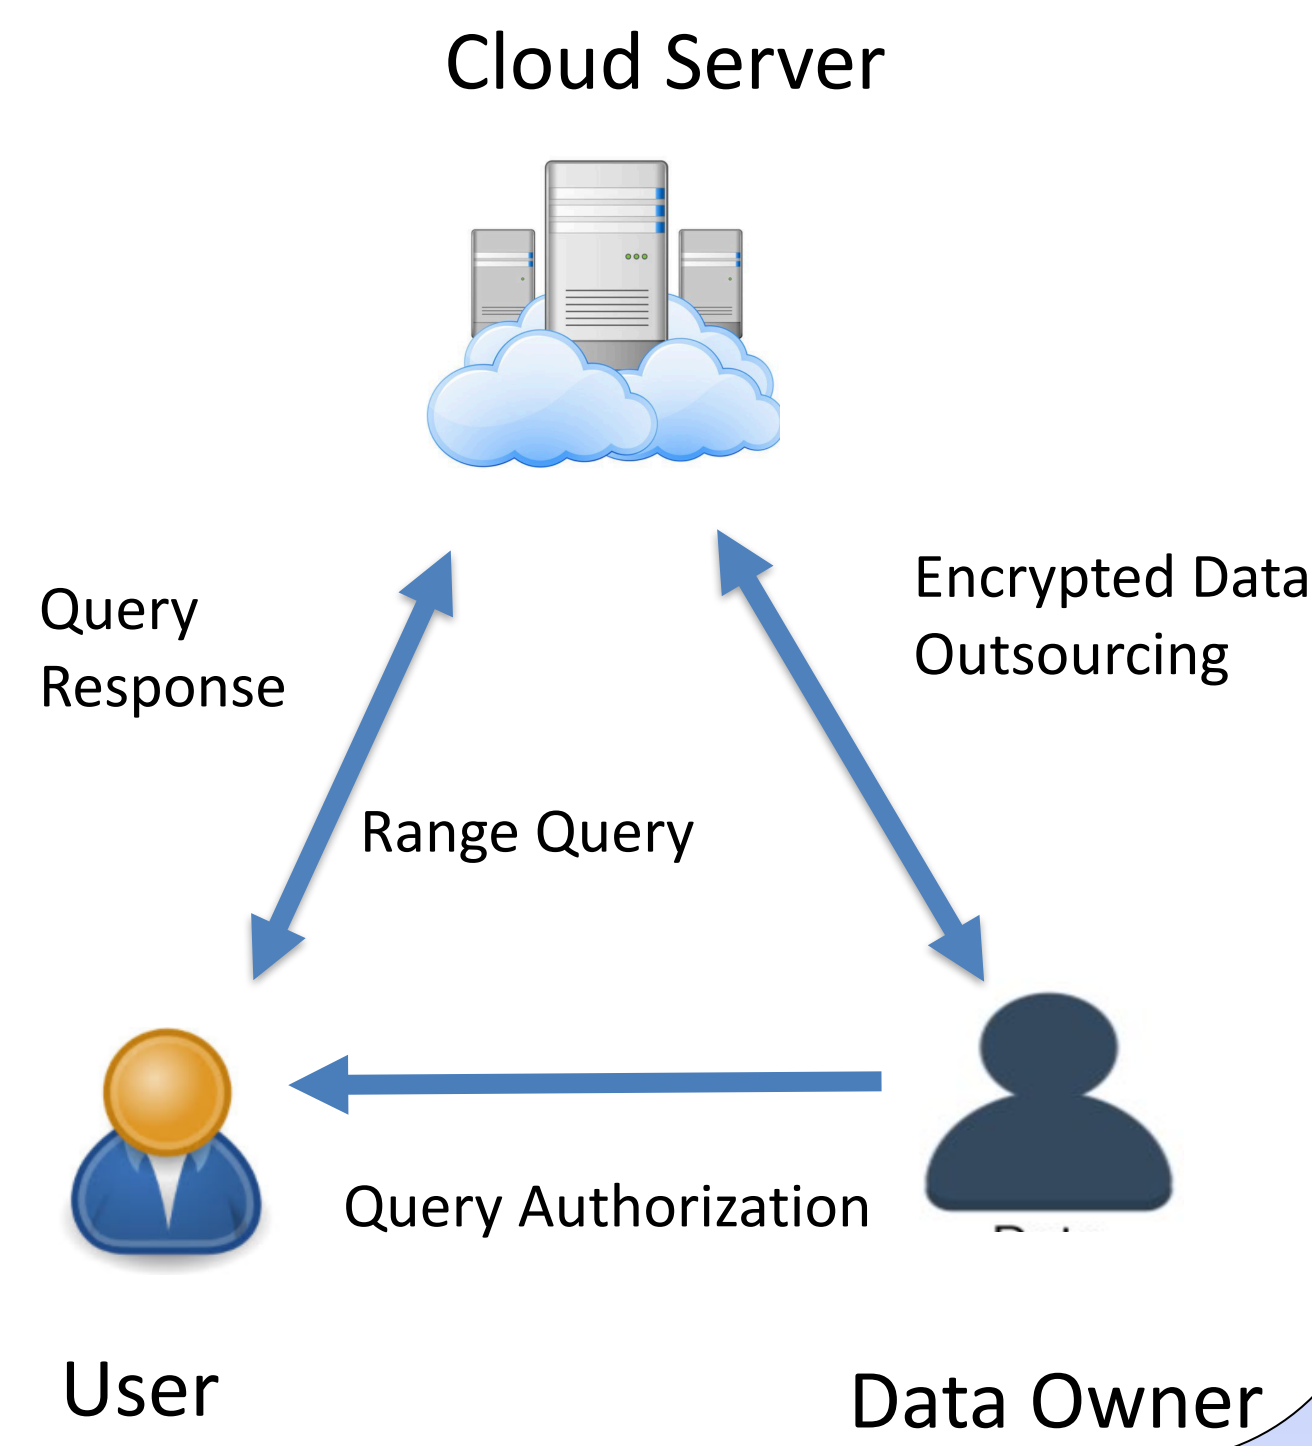 Cloud Server
Encrypted Data
Outsourcing
Query
Response
Range Query
Query Authorization
User
Data Owner